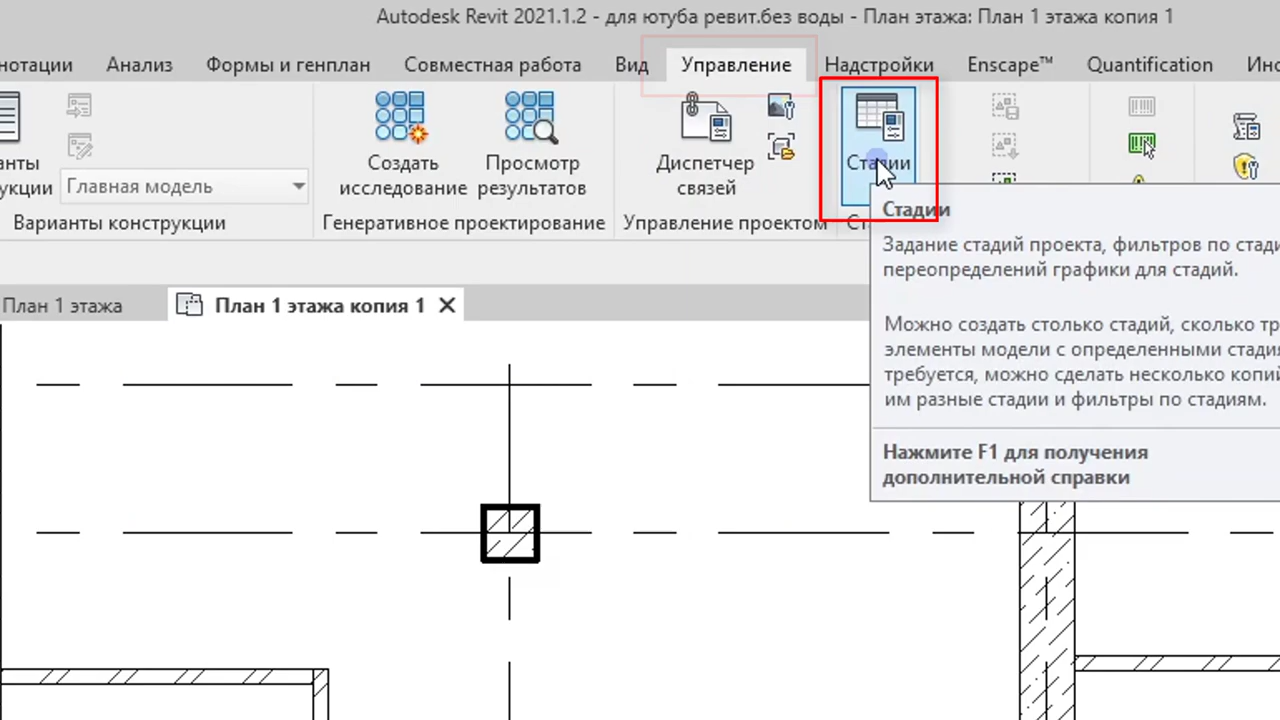 Autodesk Revit 2021.1.2 - для ютуба ревит.без воды - План этажа: План 1 этажа копия 1
нотации Анализ Формы и генплан Совместная работа Вид Управление Надстройки Enscape™ Quantification Инс
анты
укции
Главная модель
Варианты конструкции
Создать
исследование
Просмотр
результатов
Генеративное проектирование
Диспетчер
связей
Управление проектом
Стадии
Ст
Стадии
Задание стадий проекта, фильтров по стади
переопределений графики для стадий.
Можно создать столько стадий, сколько тр
элементы модели с определенными стадия
требуется, можно сделать несколько копий
им разные стадии и фильтры по стадиям.
Нажмите F1 для получения
дополнительной справки
План 1 этажа
План 1 этажа копия 1